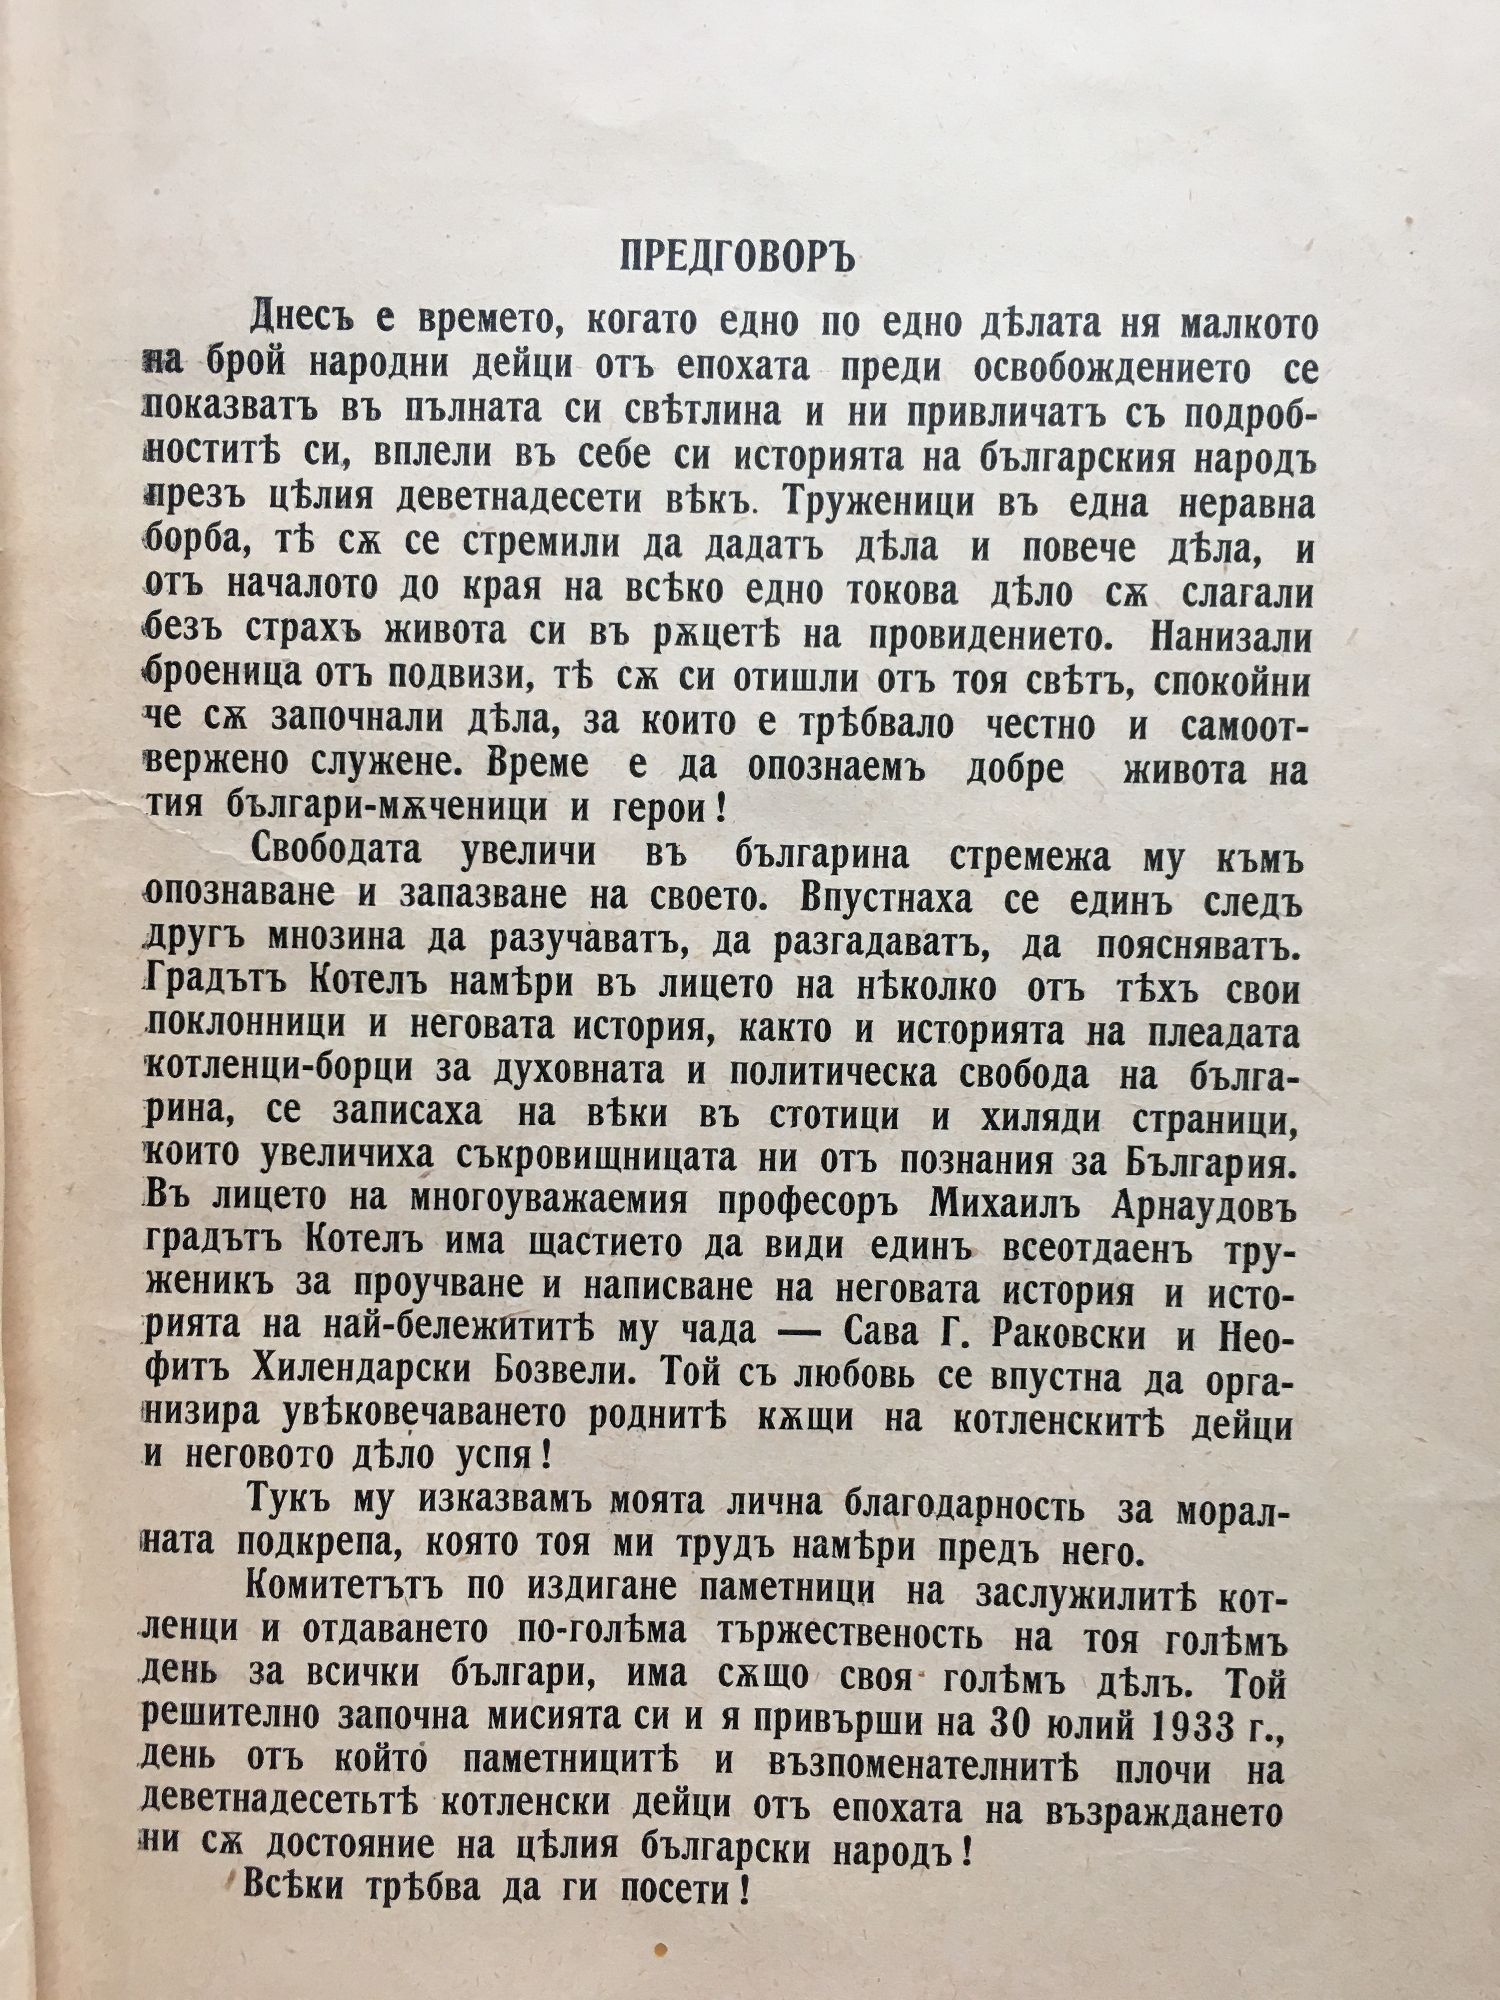 ПРЕДГОВОРЪ
Днесъ е времето, когато едно по едно дѣлата ня малкото
на брой народни дейци отъ епохата преди освобождението се
показватъ въ пълната си свѣтлина и ни привличатъ съ подроб-
ноститѣ си, вплели въ себе си историята на българския народъ
презъ цѣлия деветнадесети вѣкъ. Труженици въ една неравна
борба, тѣ сѫ се стремили да дадатъ дѣла и повече дѣла, и
отъ началото до края на всѣко едно токова дѣло сѫ слагали
безъ страхъ живота си въ рѫцетѣ на провидението. Нанизали
броеница отъ подвизи, тѣ сѫ си отишли отъ тоя свѣтъ, спокойни
че сѫ започнали дѣла, за които е трѣбвало честно и самоот-
вержено служене. Време е да опознаемъ добре живота на
тия българи-мѫченици и герои!
Свободата увеличи въ българина стремежа му къмъ
опознаване и запазване на своето. Впустнаха се единъ следъ
другъ мнозина да разучаватъ, да разгадаватъ, да поясняватъ.
Градътъ Котелъ намѣри въ лицето на нѣколко отъ тѣхъ свои
поклонници и неговата история, както и историята на плеадата
котленци-борци за духовната и политическа свобода на бълга-
рина, се записаха на вѣки въ стотици и хиляди страници,
които увеличиха съкровищницата ни отъ познания за България.
Въ лицето на многоуважаемия професоръ Михаилъ Арнаудовъ
градътъ Котелъ има щастието да види единъ всеотдаенъ тру-
женикъ за проучване и написване на неговата история и исто-
рията на най-бележититѣ му чада — Сава Г. Раковски и Нео-
фитъ Хилендарски Бозвели. Той съ любовь се впустна да орга-
низира увѣковечаването роднитѣ кѫщи на котленскитѣ дейци
и неговото дѣло успя!
Тукъ му изказвамъ моята лична благодарность за морал-
ната подкрепа, която тоя ми трудъ намѣри предъ него.
Комитетътъ по издигане паметници на заслужилитѣ кот-
ленци и отдаването по-голѣма тържественость на тоя голѣмъ
день за всички българи, има сѫщо своя голѣмъ дѣлъ. Той
решително започна мисията си и я привърши на 30 юлий 1933 г.,
день отъ който паметницитѣ и възпоменателнитѣ плочи на
деветнадесетьтѣ котленски дейци отъ епохата на възраждането
ни сѫ достояние на цѣлия български народъ!
Всѣки трѣбва да ги посети!